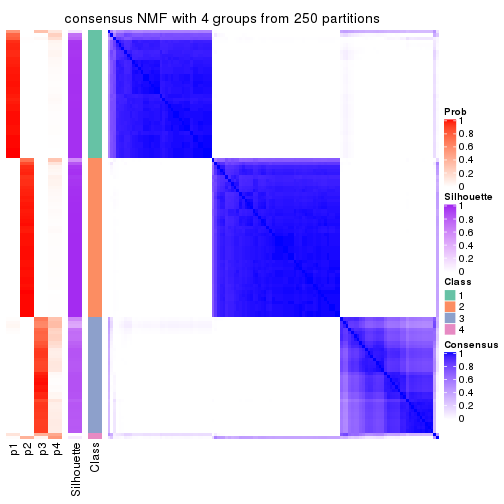 consensus NMF with 4 groups from 250 partitions
Prob
1
0.8
0.6
0.4
0.2
0
Silhouette
1
0.8
0.6
0.4
0.2
0
Class
1
2
3
4
Consensus
1
0.8
0.6
0.4
0.2
0
p1
p2
p3
p4
Silhouette
Class